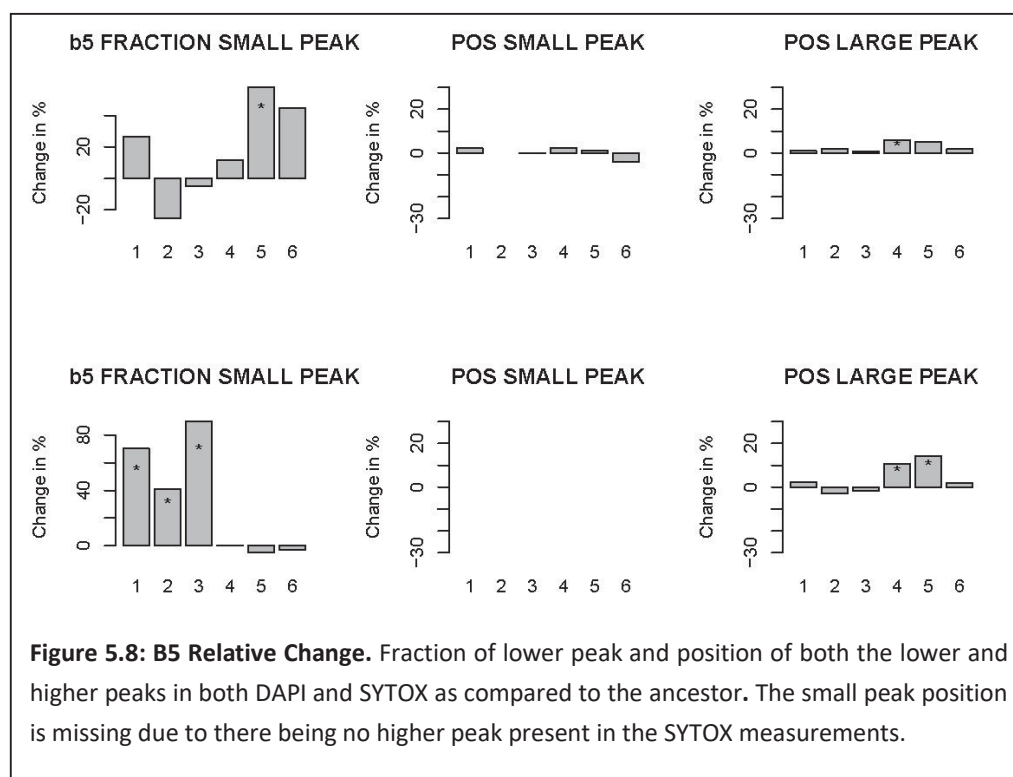 b5 FRACTION SMALL PEAK
Change in %
20
−20
1 2 3 4 5 6
*
POS SMALL PEAK
Change in %
20
0
−30
1 2 3 4 5 6
POS LARGE PEAK
Change in %
20
0
−30
1 2 3 4 5 6
*
b5 FRACTION SMALL PEAK
Change in %
80
40
0
1 2 3 4 5 6
* * *
POS SMALL PEAK
Change in %
20
0
−30
1 2 3 4 5 6
POS LARGE PEAK
Change in %
20
0
−30
1 2 3 4 5 6
* *
Figure 5.8: B5 Relative Change. Fraction of lower peak and position of both the lower and
higher peaks in both DAPI and SYTOX as compared to the ancestor. The small peak position
is missing due to there being no higher peak present in the SYTOX measurements.